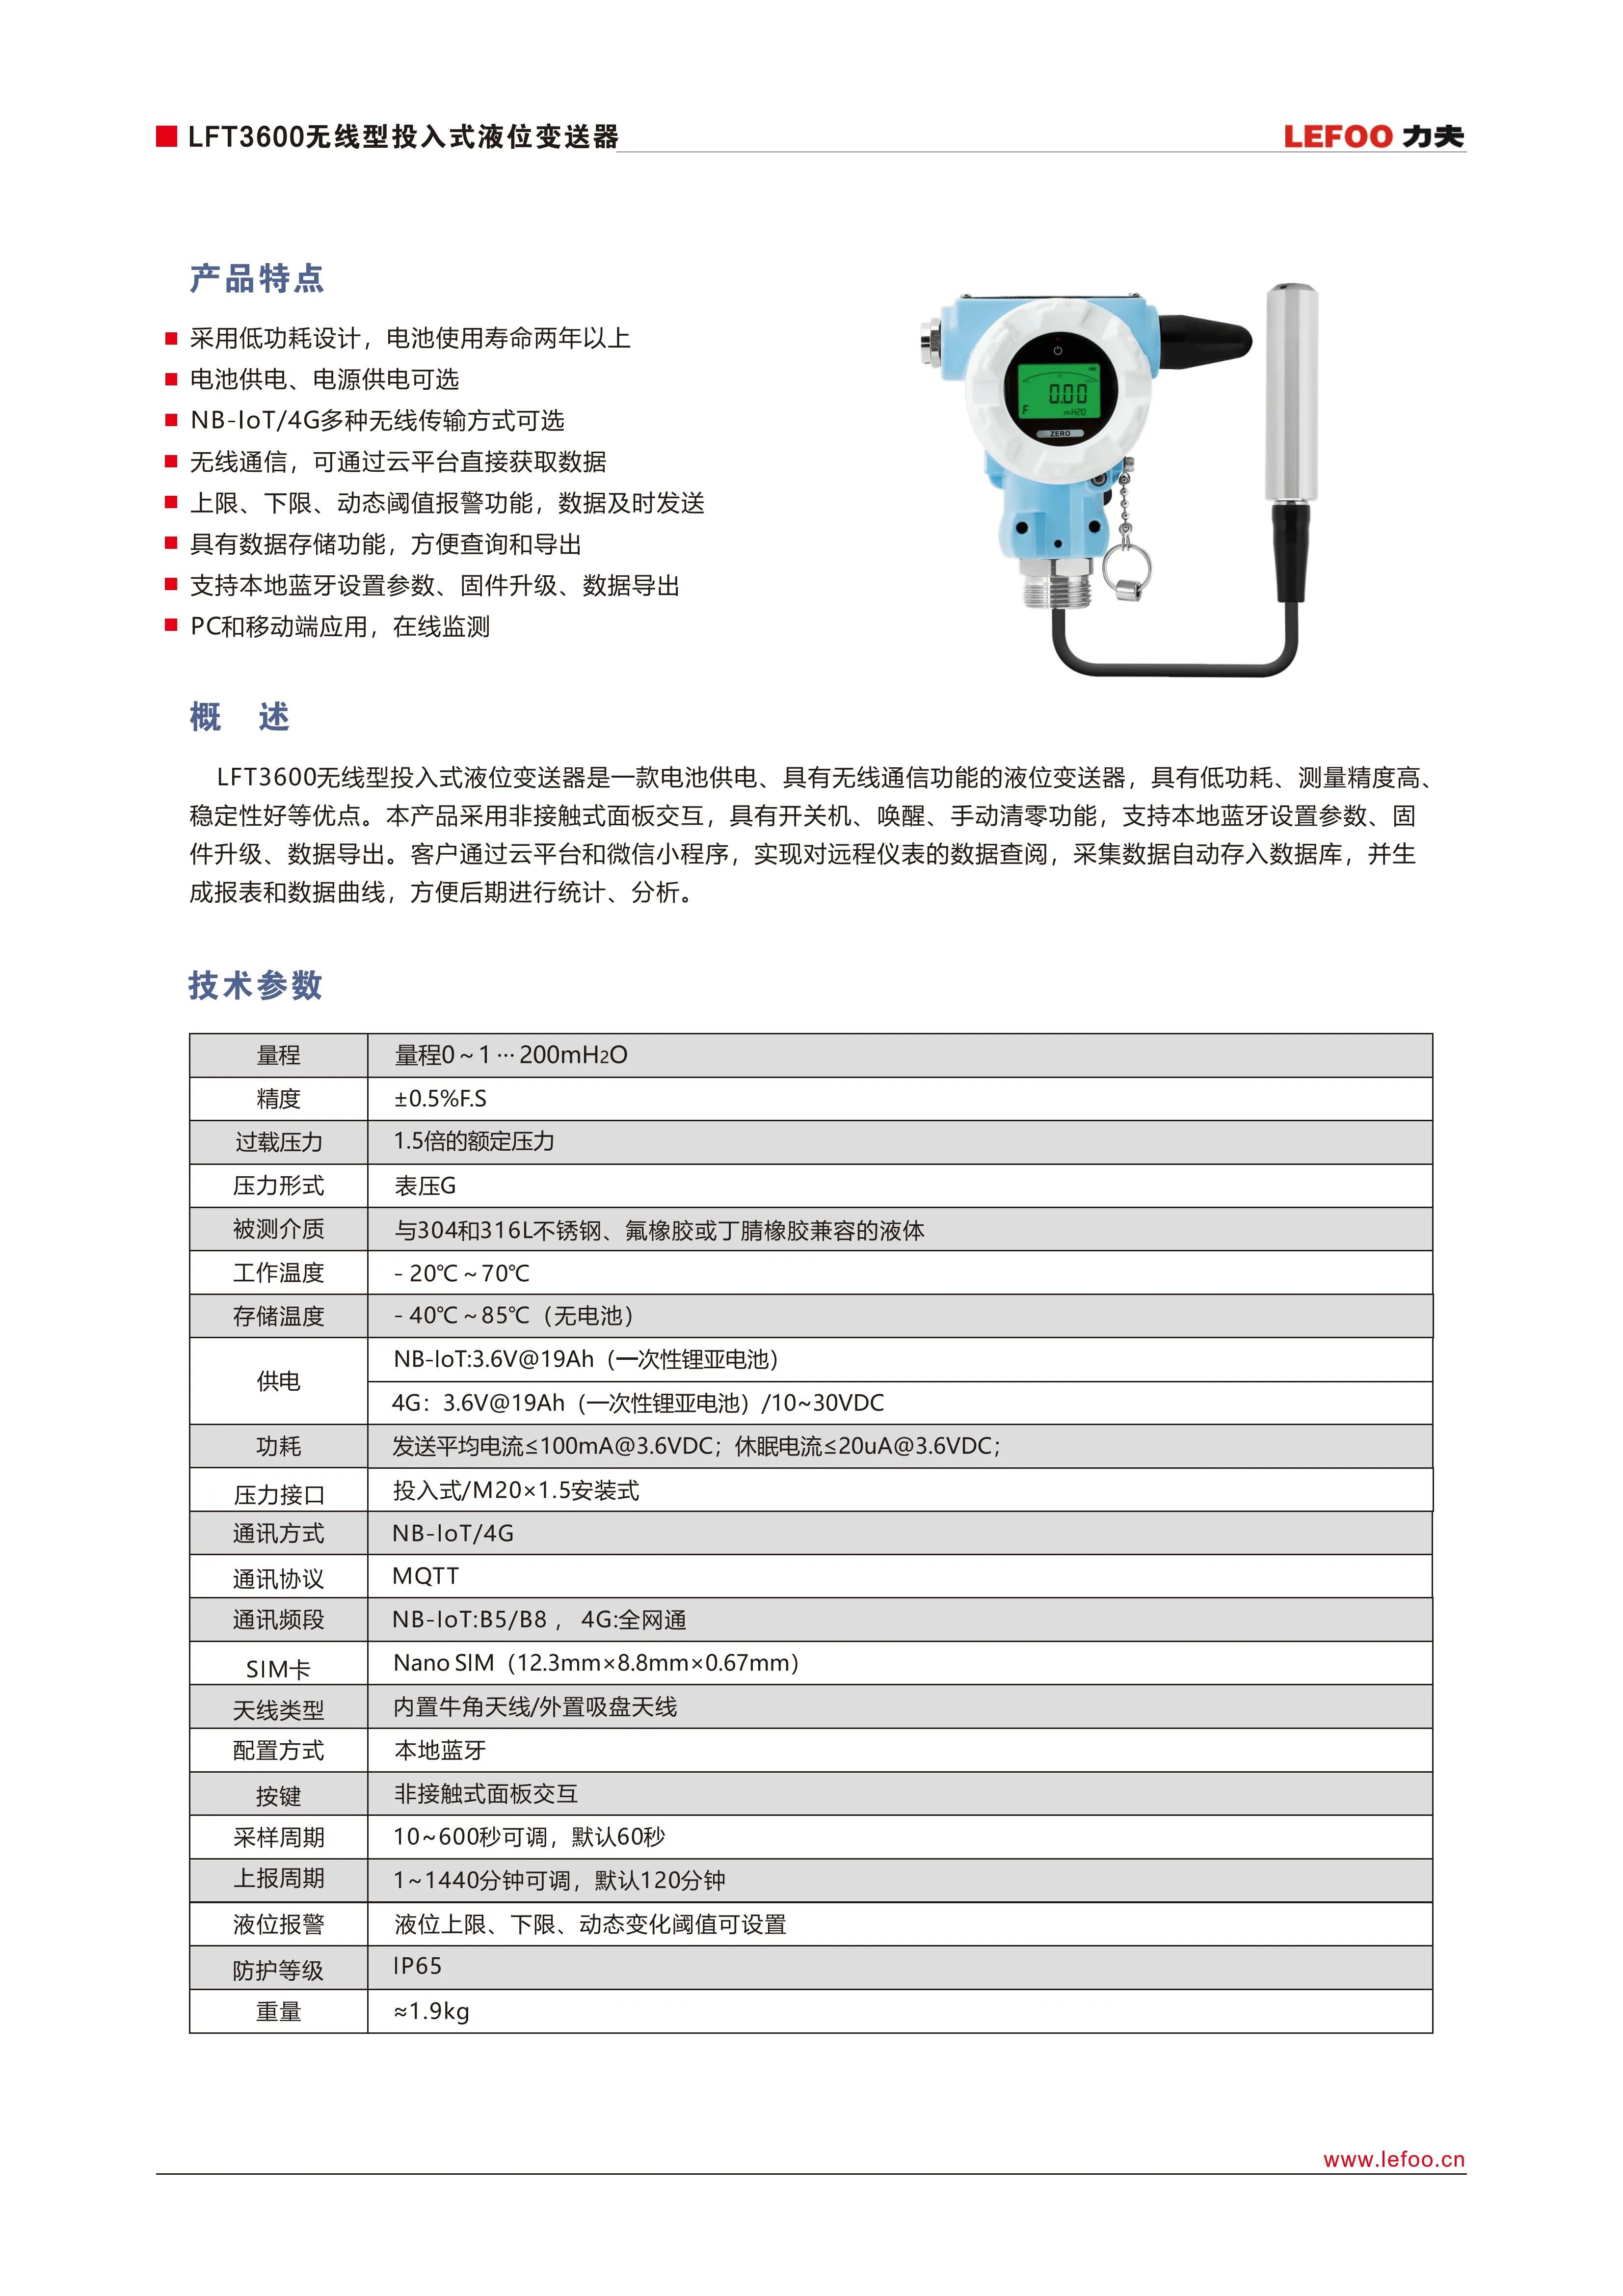 LFT3600无线型投入式液位变送器
LEFOO 力夫
产品特点
采用低功耗设计，电池使用寿命两年以上
电池供电、电源供电可选
NB-IoT/4G多种无线传输方式可选
无线通信，可通过云平台直接获取数据
上限、下限、动态阈值报警功能，数据及时发送
具有数据存储功能，方便查询和导出
支持本地蓝牙设置参数、固件升级、数据导出
PC和移动端应用，在线监测
0.00
F
mH2O
ZERO
概 述
LFT3600无线型投入式液位变送器是一款电池供电、具有无线通信功能的液位变送器，具有低功耗、测量精度高、
稳定性好等优点。本产品采用非接触式面板交互，具有开关机、唤醒、手动清零功能，支持本地蓝牙设置参数、固
件升级、数据导出。客户通过云平台和微信小程序，实现对远程仪表的数据查阅，采集数据自动存入数据库，并生
成报表和数据曲线，方便后期进行统计、分析。
技术参数
量程 量程0～1…200mH₂O
精度 ±0.5%F.S
过载压力 1.5倍的额定压力
压力形式 表压G
被测介质 与304和316L不锈钢、氟橡胶或丁腈橡胶兼容的液体
工作温度 - 20℃～70℃
存储温度 - 40℃～85℃（无电池）
供电 NB-IoT:3.6V@19Ah（一次性锂亚电池）
4G：3.6V@19Ah（一次性锂亚电池）/10~30VDC
功耗 发送平均电流≤100mA@3.6VDC；休眠电流≤20uA@3.6VDC；
压力接口 投入式/M20×1.5安装式
通讯方式 NB-IoT/4G
通讯协议 MQTT
通讯频段 NB-IoT:B5/B8， 4G:全网通
SIM卡 Nano SIM（12.3mm×8.8mm×0.67mm）
天线类型 内置牛角天线/外置吸盘天线
配置方式 本地蓝牙
按键 非接触式面板交互
采样周期 10~600秒可调，默认60秒
上报周期 1~1440分钟可调，默认120分钟
液位报警 液位上限、下限、动态变化阈值可设置
防护等级 IP65
重量 ≈1.9kg
www.lefoo.cn